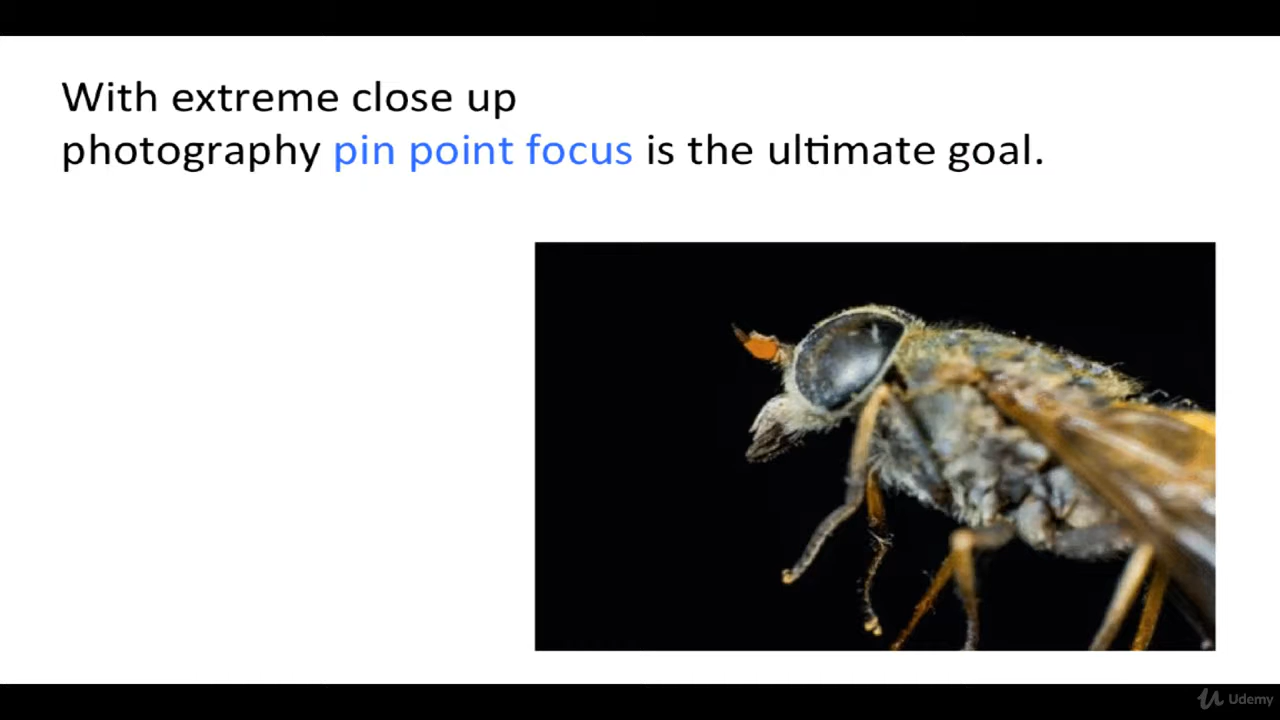 With extreme close up
photography pin point focus is the ultimate goal.
Udemy